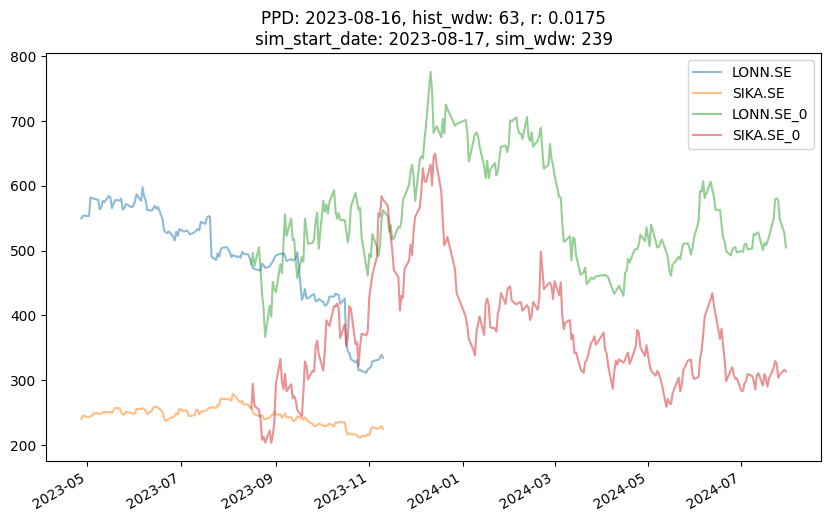 PPD: 2023-08-16, hist_wdw: 63, r: 0.0175
sim_start_date: 2023-08-17, sim_wdw: 239
800
700
600
500
400
300
200
LONN.SE
SIKA.SE
LONN.SE_0
SIKA.SE_0
2023-05
2023-07
2023-09
2023-11
2024-01
2024-03
2024-05
2024-07